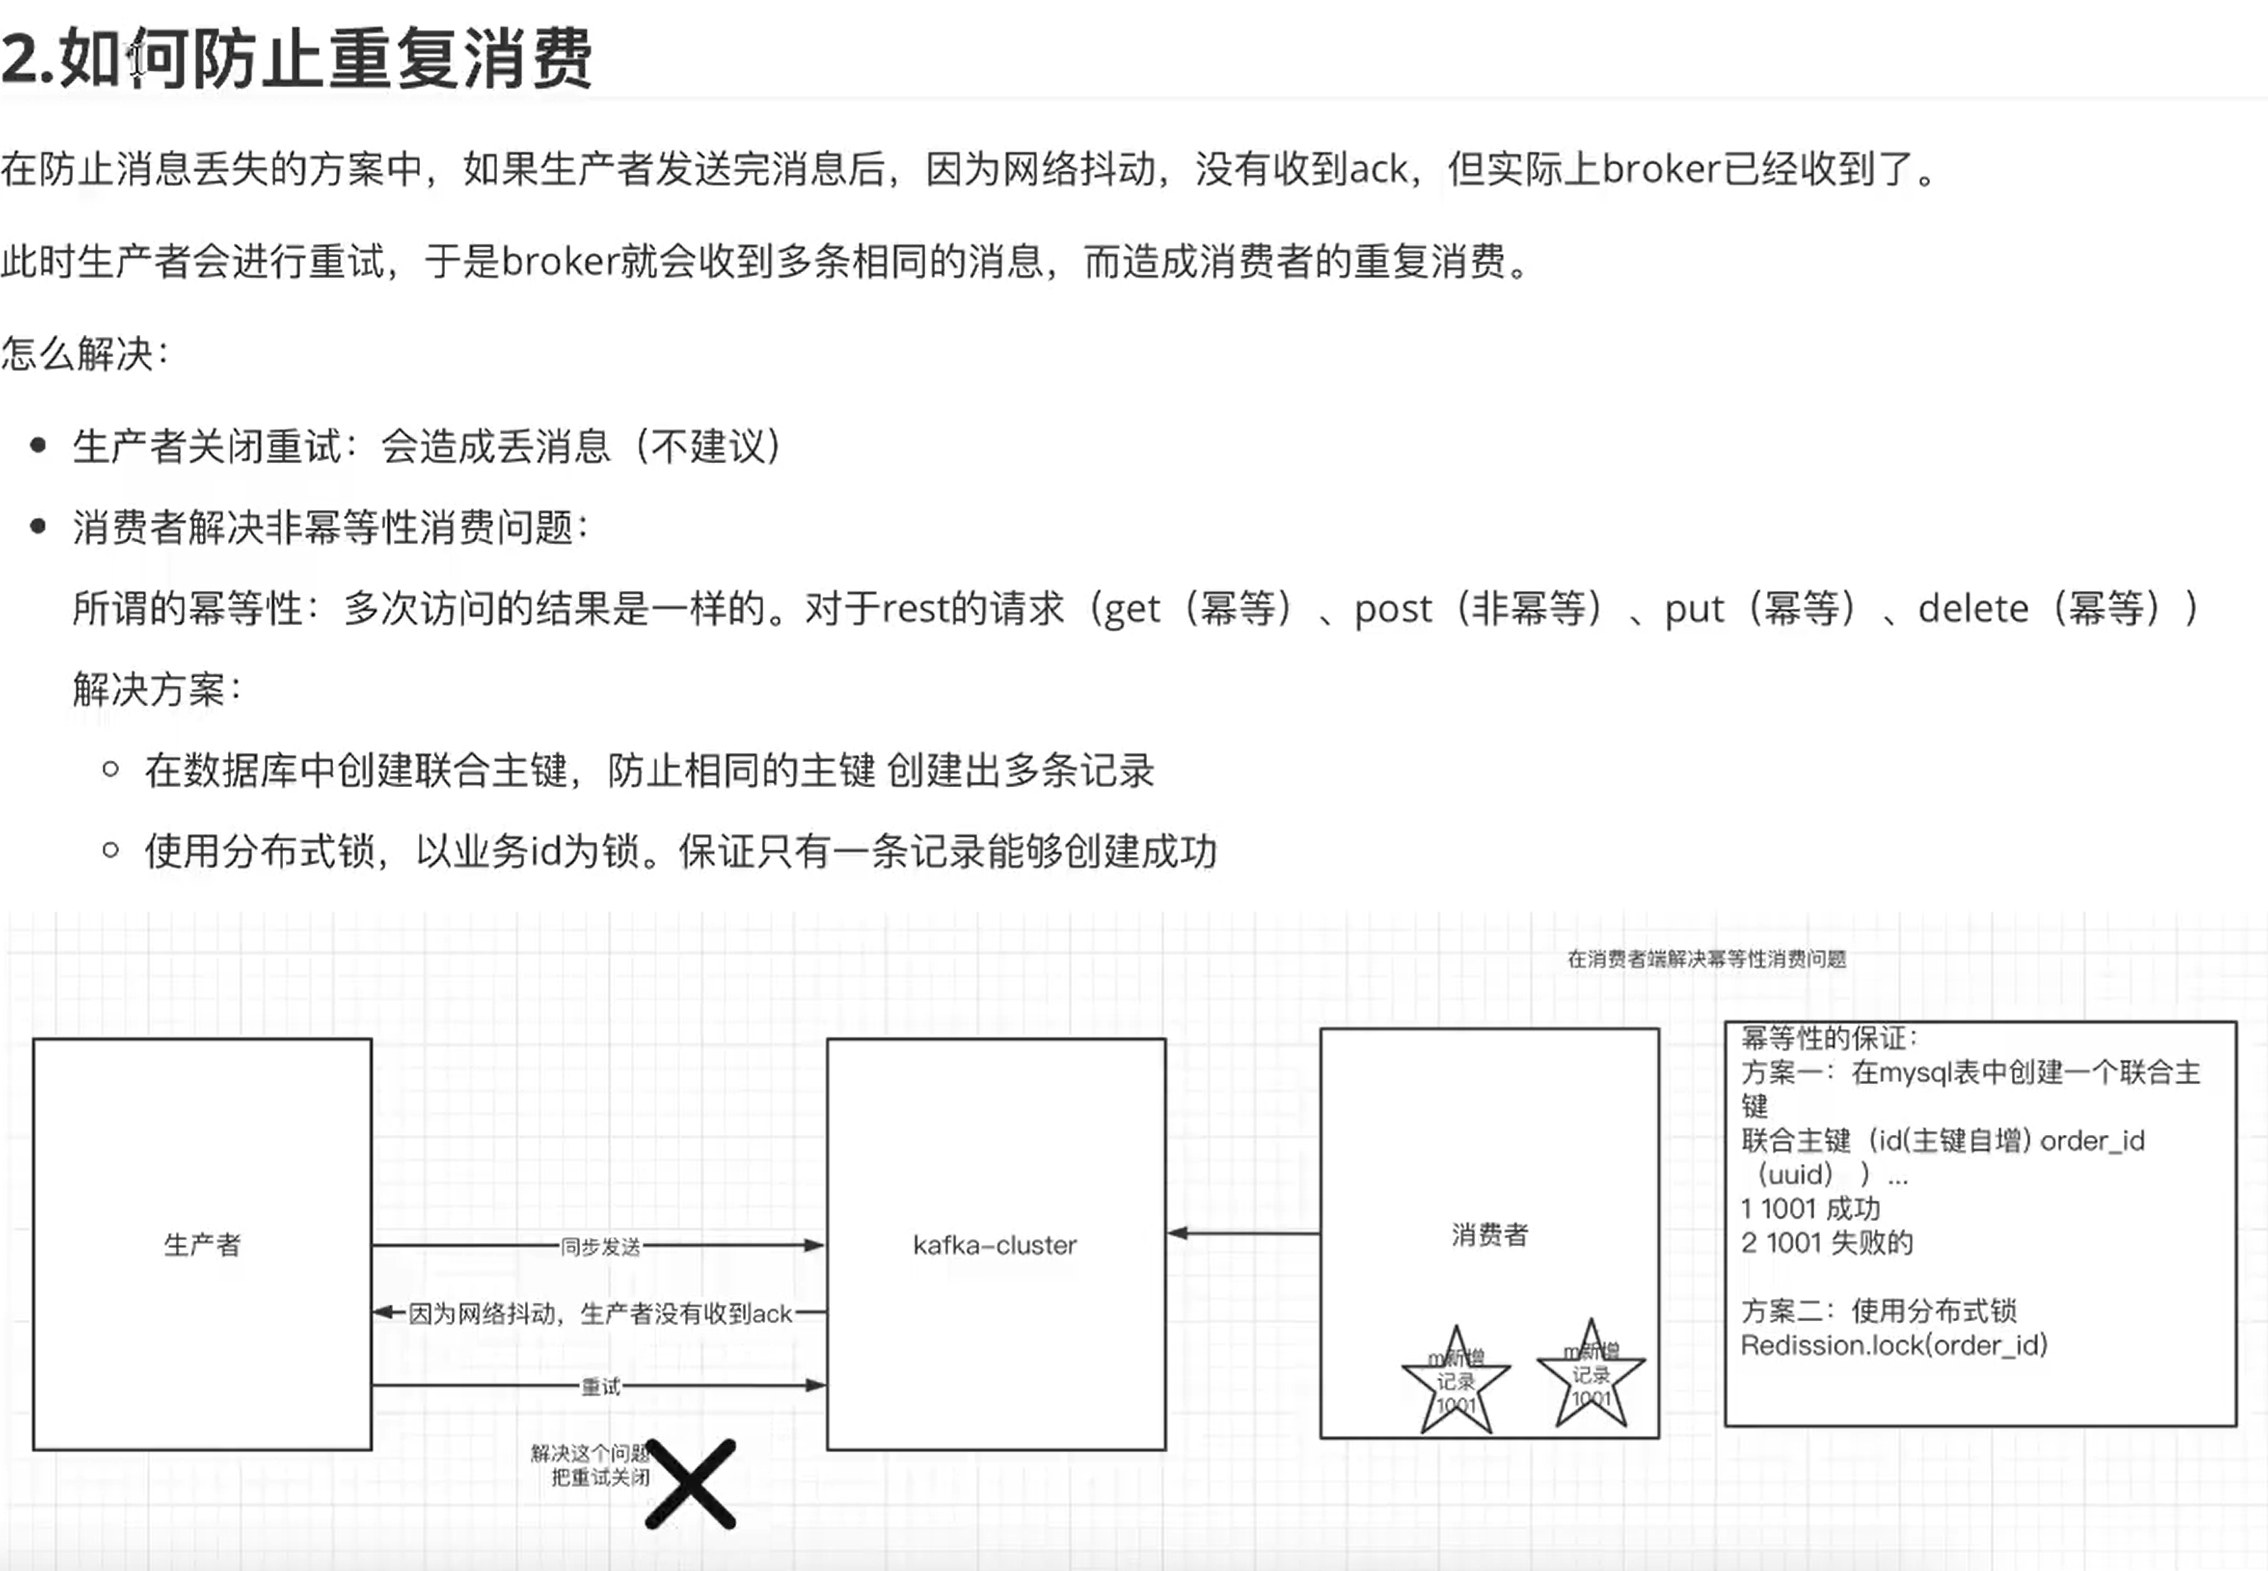 2.如何防止重复消费
在防止消息丢失的方案中，如果生产者发送完消息后，因为网络抖动，没有收到ack，但实际上broker已经收到了。
此时生产者会进行重试，于是broker就会收到多条相同的消息，而造成消费者的重复消费。
怎么解决：
生产者关闭重试：会造成丢消息（不建议）
消费者解决非幂等性消费问题：
所谓的幂等性：多次访问的结果是一样的。对于rest的请求（get（幂等）、post（非幂等）、put（幂等）、delete（幂等））
解决方案：
在数据库中创建联合主键，防止相同的主键 创建出多条记录
使用分布式锁，以业务id为锁。保证只有一条记录能够创建成功
在消费者端解决幂等性消费问题
生产者
同步发送
因为网络抖动，生产者没有收到ack
重试
解决这个问题
把重试关闭
kafka-cluster
消费者
m新增
记录
1001
m新增
记录
1001
幂等性的保证：
方案一：在mysql表中创建一个联合主
键
联合主键（id(主键自增) order_id
（uuid））...
1 1001 成功
2 1001 失败的
方案二：使用分布式锁
Redission.lock(order_id)